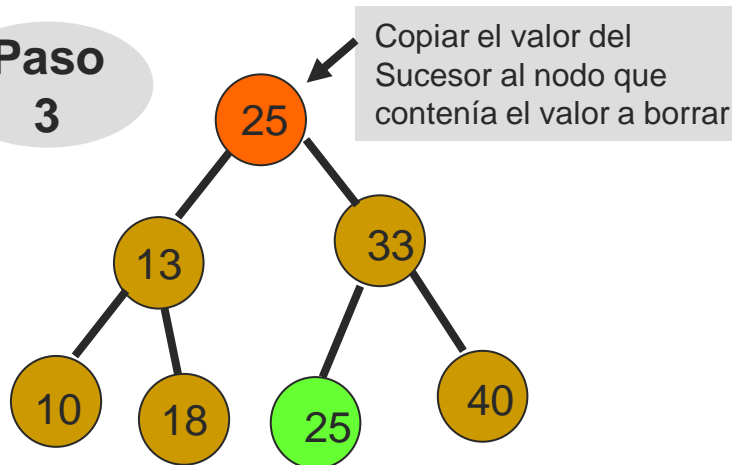 Paso
3
Copiar el valor del
Sucesor al nodo que
contenía el valor a borrar
25
13
33
10
18
25
40